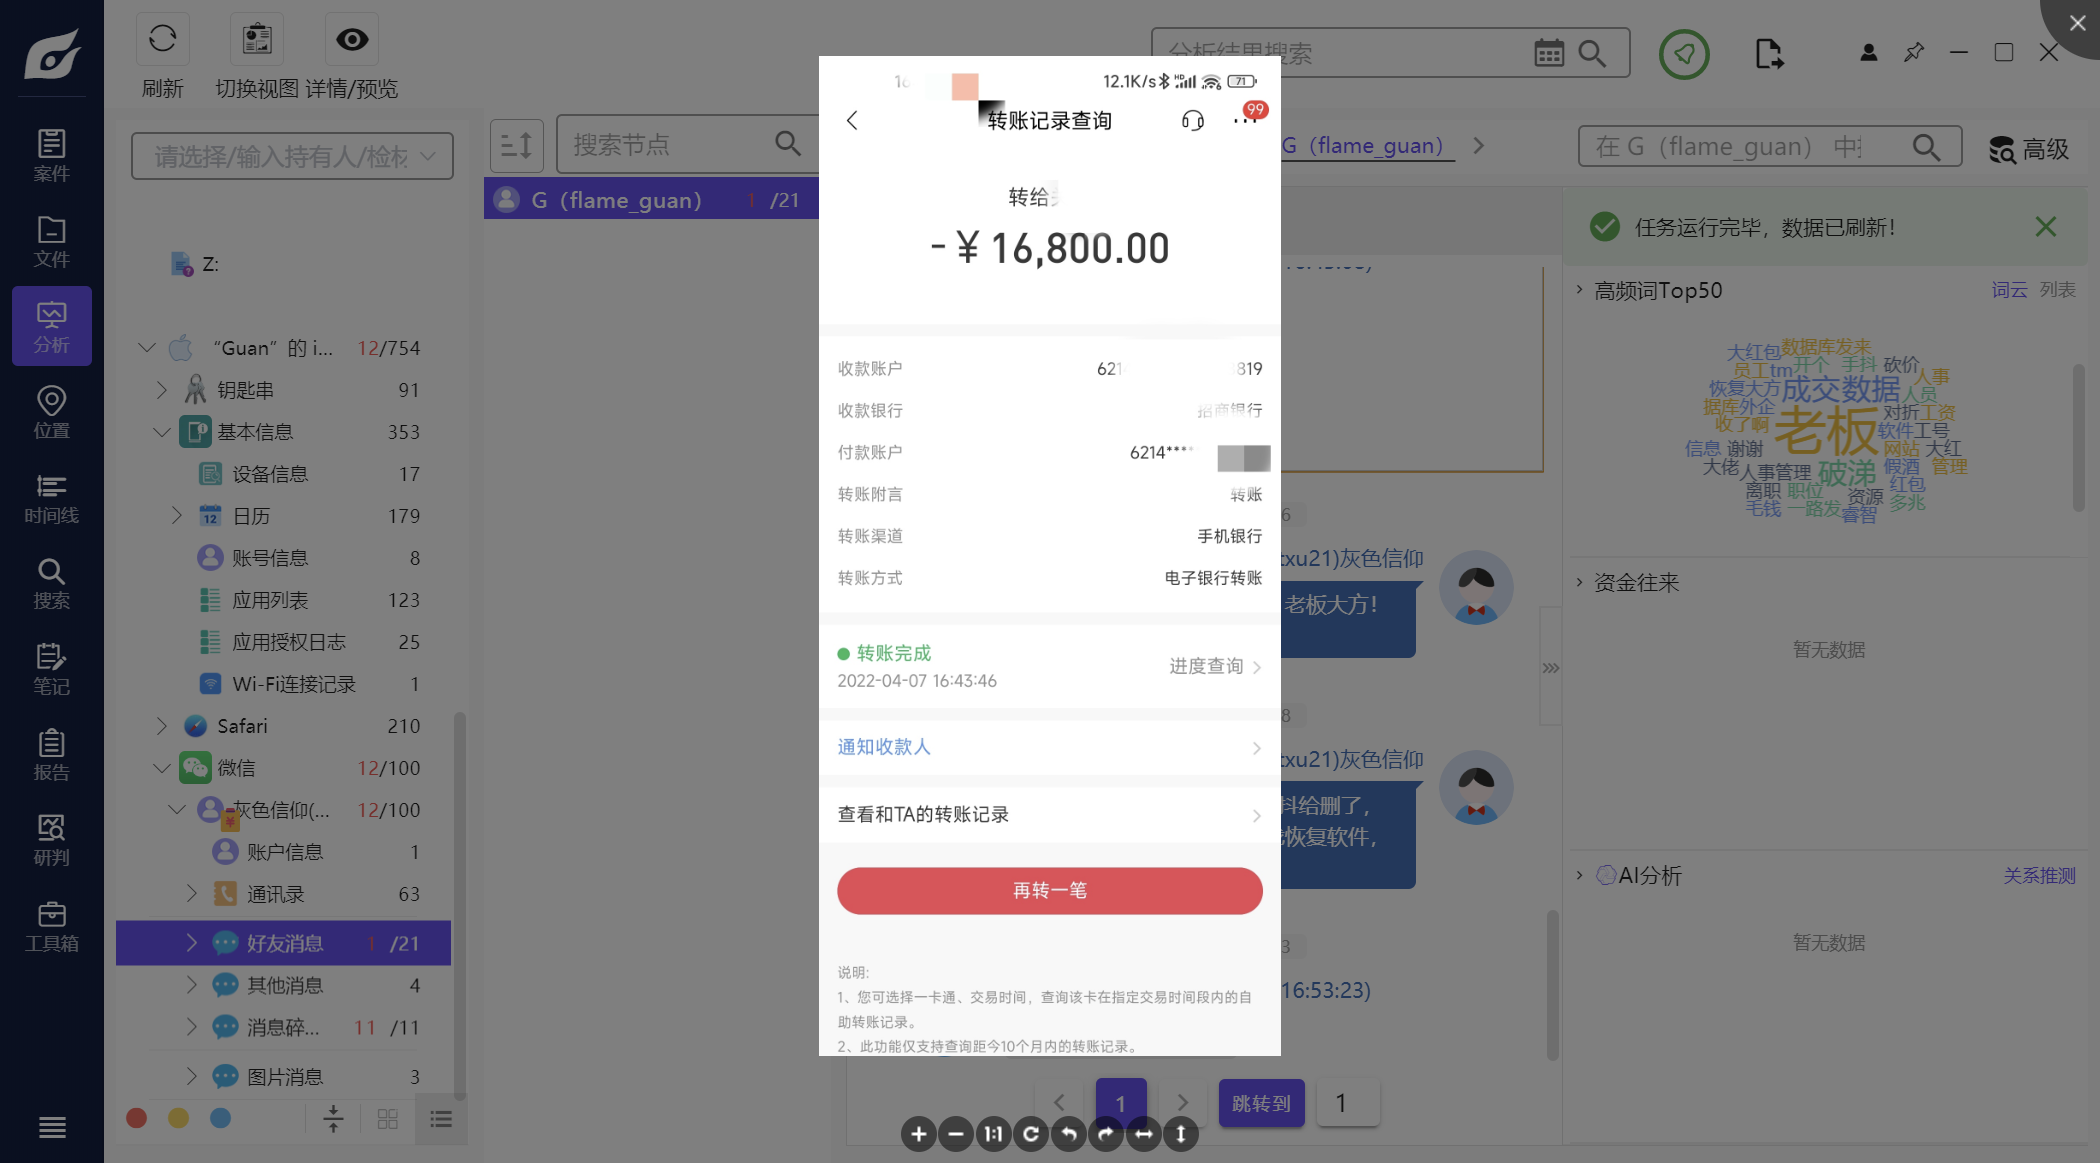 刷新
切换视图
详情/预览
分析结果搜索
案件
文件
分析
位置
时间线
搜索
笔记
报告
研判
工具箱
请选择/输入持有人/检材
Z:
“Guan”的 i... 12/754
钥匙串 91
基本信息 353
设备信息 17
12 日历 179
账号信息 8
应用列表 123
应用授权日志 25
Wi-Fi连接记录 1
Safari 210
微信 12/100
灰色信仰(... 12/100
账户信息 1
通讯录 63
好友消息 1 /21
其他消息 4
消息碎... 11 /11
图片消息 3
搜索节点
G（flame_guan） 1 /21
12.1K/s 71
转账记录查询 99
转给
-￥16,800.00
收款账户 621 819
收款银行 招商银行
付款账户 6214****
转账附言 转账
转账渠道 手机银行
转账方式 电子银行转账
转账完成
2022-04-07 16:43:46
进度查询
通知收款人
查看和TA的转账记录
再转一笔
说明:
1、您可选择一卡通、交易时间，查询该卡在指定交易时间段内的自
助转账记录。
2、此功能仅支持查询距今10个月内的转账记录。
G（flame_guan）
在 G（flame_guan） 中
高级
6
txu21)灰色信仰
老板大方！
8
txu21)灰色信仰
抖给删了，
恢复软件，
3
16:53:23)
1
跳转到
1
1:1
任务运行完毕，数据已刷新！
高频词Top50
词云 列表
大红包 数据库发来
员工 tm 开个 手抖 砍价
恢复 大方 成交数据 人员 人事
据库 外企 老板 对折 工资
收了啊 软件 工号
信息 谢谢 网站 大红
大佬 人事管理 破涕 假酒 管理
离职 职位 资源 红包
毛钱 一路发 睿智 多兆
资金往来
暂无数据
AI分析
关系推测
暂无数据